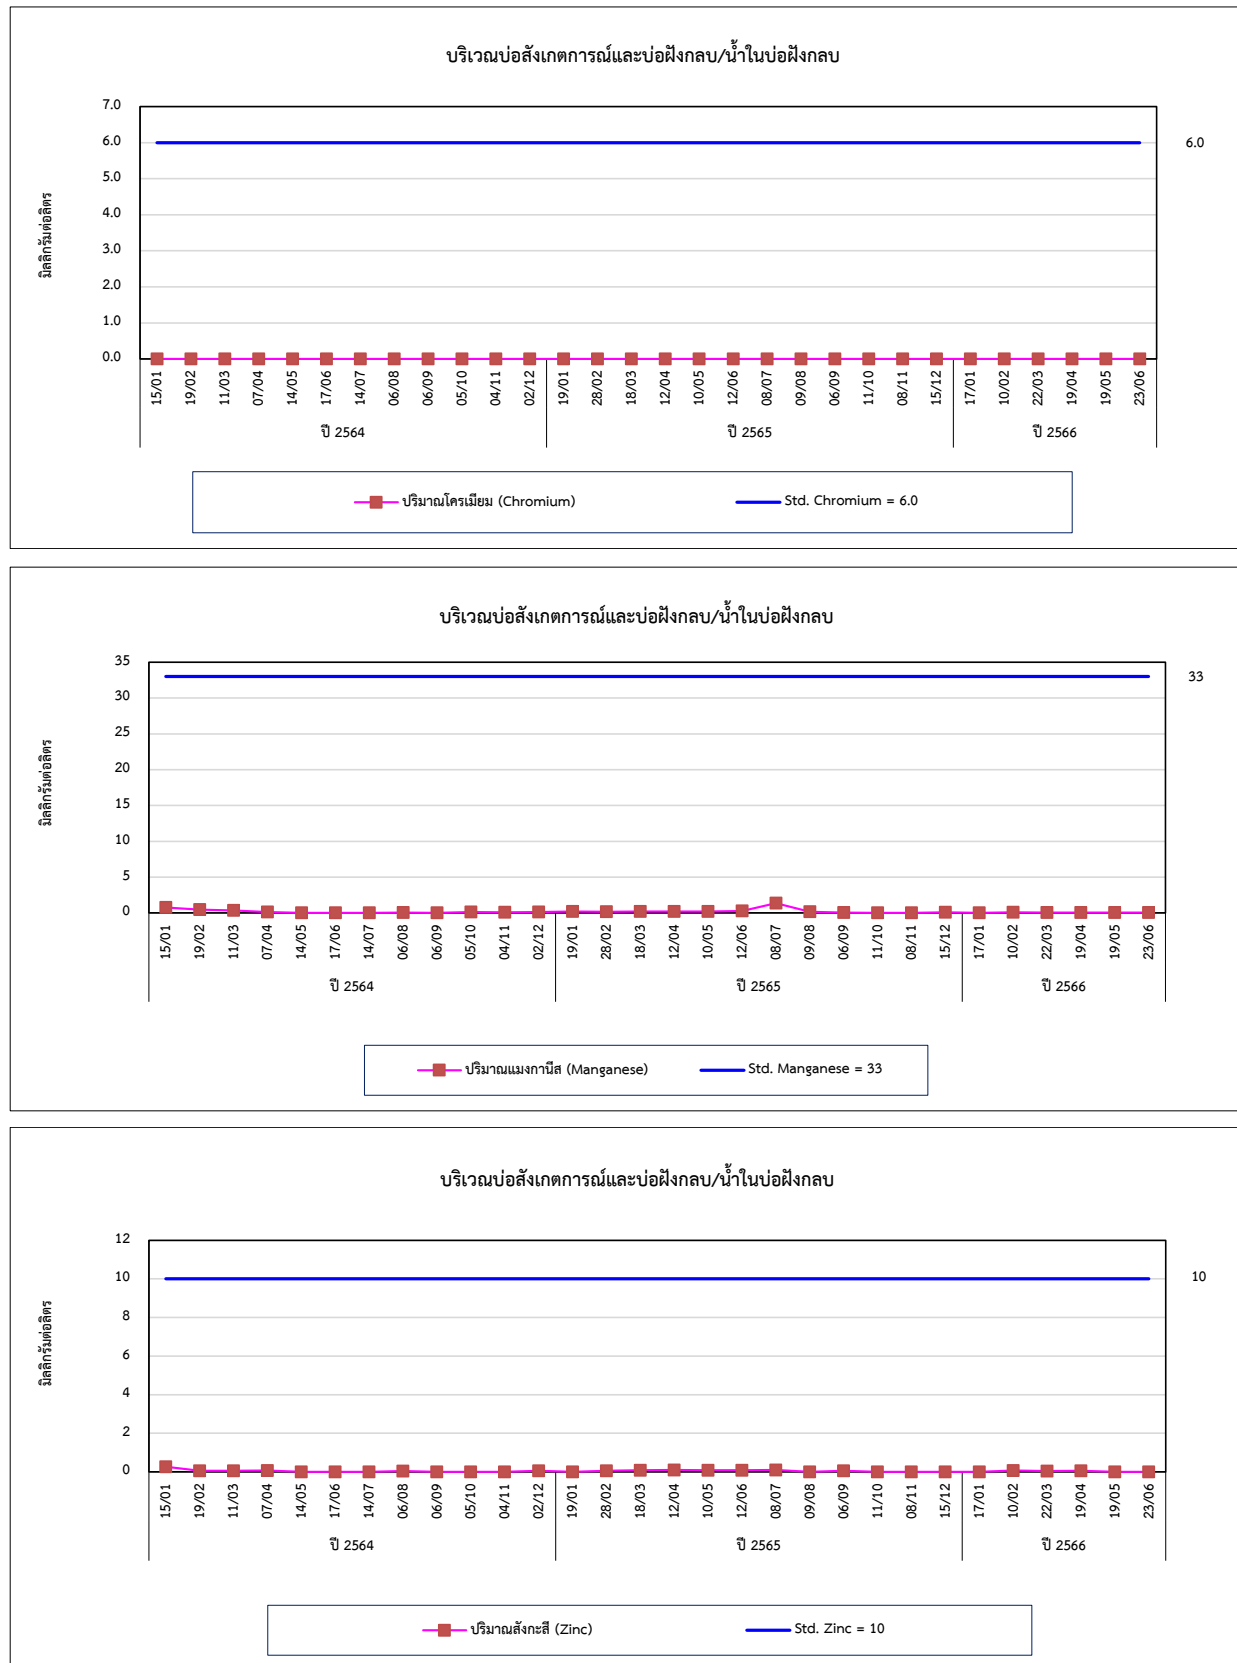 บริเวณบ่อสังเกตการณ์และบ่อฝังกลบ/น้ำในบ่อฝังกลบ
มิลลิกรัมต่อลิตร
7.0
6.0
5.0
4.0
3.0
2.0
1.0
0.0
6.0
15/01 19/02 11/03 07/04 14/05 17/06 14/07 06/08 06/09 05/10 04/11 02/12 19/01 28/02 18/03 12/04 10/05 12/06 08/07 09/08 06/09 11/10 08/11 15/12 17/01 10/02 22/03 19/04 19/05 23/06
ปี 2564 ปี 2565 ปี 2566
ปริมาณโครเมียม (Chromium) Std. Chromium = 6.0
บริเวณบ่อสังเกตการณ์และบ่อฝังกลบ/น้ำในบ่อฝังกลบ
มิลลิกรัมต่อลิตร
35
30
25
20
15
10
5
0
33
15/01 19/02 11/03 07/04 14/05 17/06 14/07 06/08 06/09 05/10 04/11 02/12 19/01 28/02 18/03 12/04 10/05 12/06 08/07 09/08 06/09 11/10 08/11 15/12 17/01 10/02 22/03 19/04 19/05 23/06
ปี 2564 ปี 2565 ปี 2566
ปริมาณแมงกานีส (Manganese) Std. Manganese = 33
บริเวณบ่อสังเกตการณ์และบ่อฝังกลบ/น้ำในบ่อฝังกลบ
มิลลิกรัมต่อลิตร
12
10
8
6
4
2
0
10
15/01 19/02 11/03 07/04 14/05 17/06 14/07 06/08 06/09 05/10 04/11 02/12 19/01 28/02 18/03 12/04 10/05 12/06 08/07 09/08 06/09 11/10 08/11 15/12 17/01 10/02 22/03 19/04 19/05 23/06
ปี 2564 ปี 2565 ปี 2566
ปริมาณสังกะสี (Zinc) Std. Zinc = 10